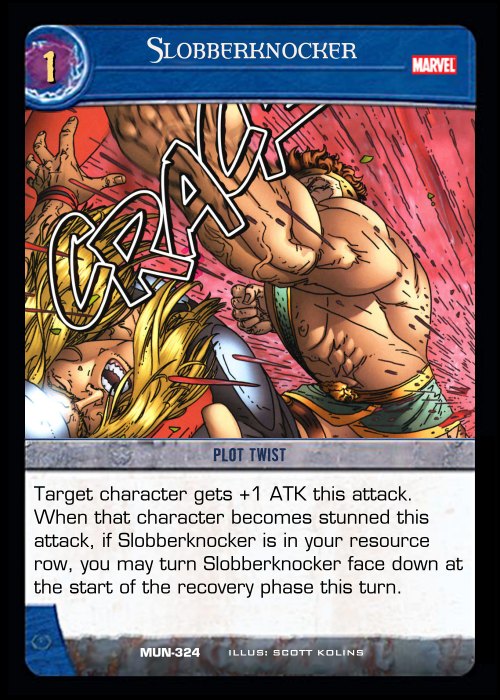 1
SLOBBERKNOCKER
MARVEL
CRACK
PLOT TWIST
Target character gets +1 ATK this attack.
When that character becomes stunned this
attack, if Slobberknocker is in your resource
row, you may turn Slobberknocker face down at
the start of the recovery phase this turn.
MUN-324 ILLUS: SCOTT KOLINS